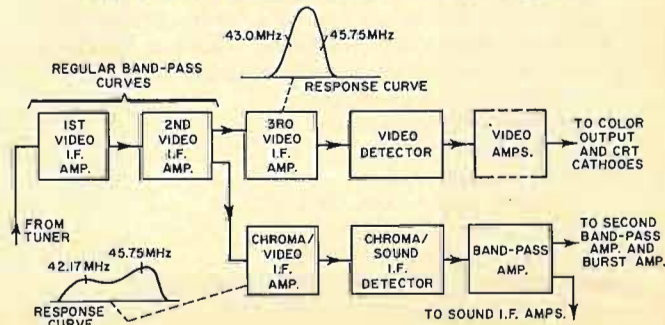 43.0MHz
45.75MHz
REGULAR BAND-PASS
CURVES
RESPONSE CURVE
1ST
VIDEO
I.F.
AMP.
2ND
VIDEO
I.F.
AMP.
3RD
VIDEO
I.F.
AMP.
VIDEO
DETECTOR
VIDEO
AMPS.
TO COLOR
OUTPUT
AND CRT
CATHODES
FROM
TUNER
45.75MHz
42.17MHz
RESPONSE
CURVE
CHROMA/
VIDEO
I.F.
AMP.
CHROMA/
SOUND
I.F.
DETECTOR
BAND-PASS
AMP.
TO SECOND
BAND-PASS
AMP. AND
BURST AMP.
TO SOUND I.F. AMPS.